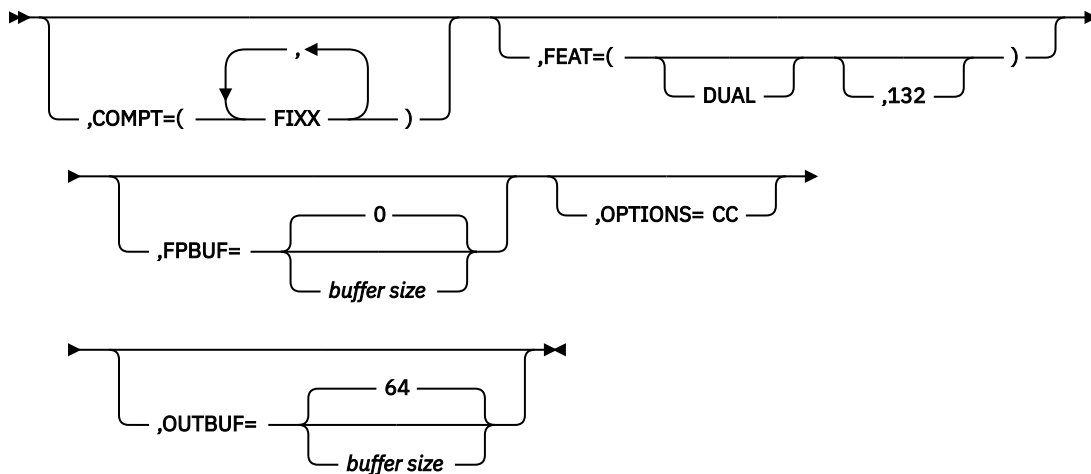 ,
,COMPT=( FIXX )
,FEAT=( DUAL ,132 )
0
,FPBUF= buffer size
,OPTIONS= CC
64
,OUTBUF= buffer size